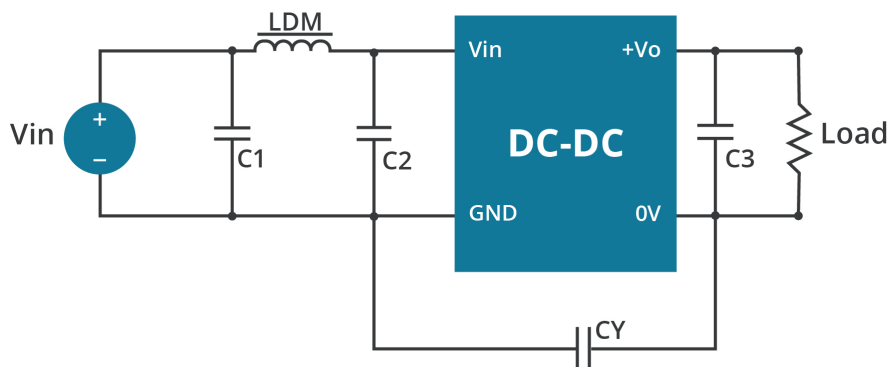 LDM
Vin
+
−
C1
C2
Vin
+Vo
DC-DC
GND
0V
C3
Load
CY